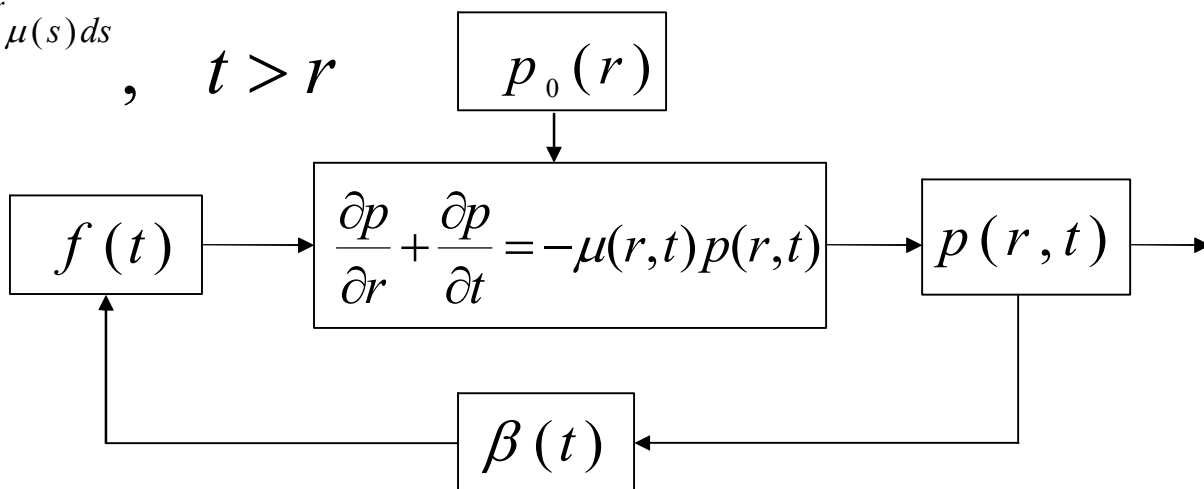 μ(s)ds
, t > r
p₀(r)
f(t)
∂p/∂r + ∂p/∂t = −μ(r,t)p(r,t)
p(r,t)
β(t)